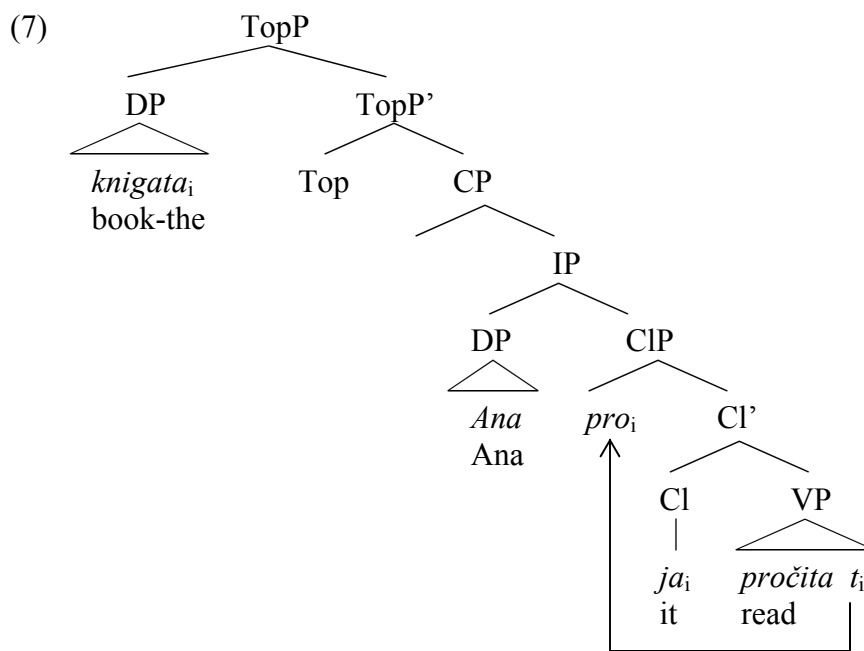 (7) TopP
DP TopP’
knigataᵢ Top CP
book-the
IP
DP ClP
Ana proᵢ Cl’
Ana
Cl VP
jaᵢ pročita tᵢ
it read